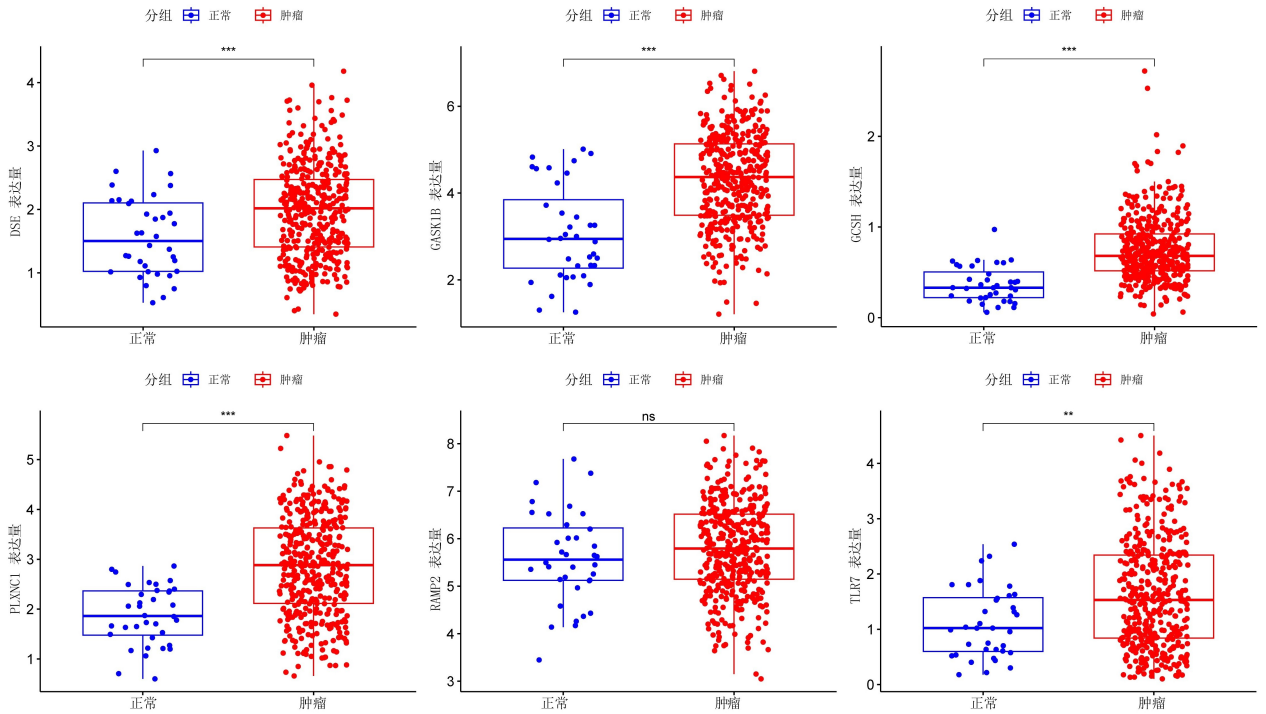 分组 正常 肿瘤
***
DSE 表达量
4
3
2
1
正常 肿瘤
分组 正常 肿瘤
***
GASK1B 表达量
6
4
2
正常 肿瘤
分组 正常 肿瘤
***
GCSH 表达量
2
1
0
正常 肿瘤
分组 正常 肿瘤
***
PLXNC1 表达量
5
4
3
2
1
正常 肿瘤
分组 正常 肿瘤
ns
RAMP2 表达量
8
7
6
5
4
3
正常 肿瘤
分组 正常 肿瘤
**
TLR7 表达量
4
3
2
1
0
正常 肿瘤